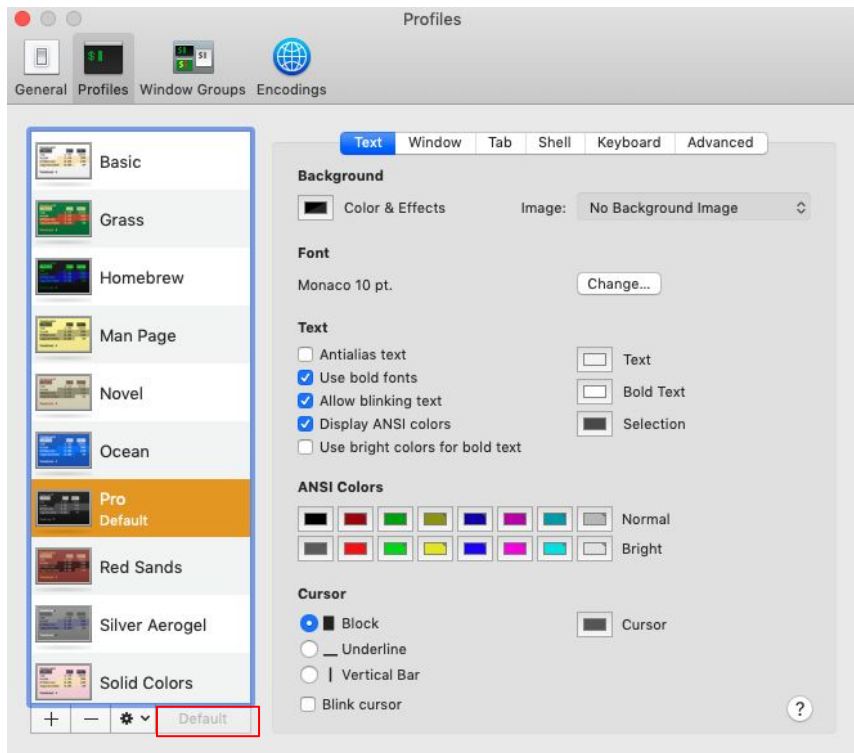 Profiles
General Profiles Window Groups Encodings
Text Window Tab Shell Keyboard Advanced
Basic
Grass
Homebrew
Man Page
Novel
Ocean
Pro
Default
Red Sands
Silver Aerogel
Solid Colors
+ − Default
Background
Color & Effects Image: No Background Image
Font
Monaco 10 pt. Change...
Text
Antialias text
Use bold fonts
Allow blinking text
Display ANSI colors
Use bright colors for bold text
Text
Bold Text
Selection
ANSI Colors
Normal
Bright
Cursor
Block
Underline
Vertical Bar
Blink cursor
Cursor
?